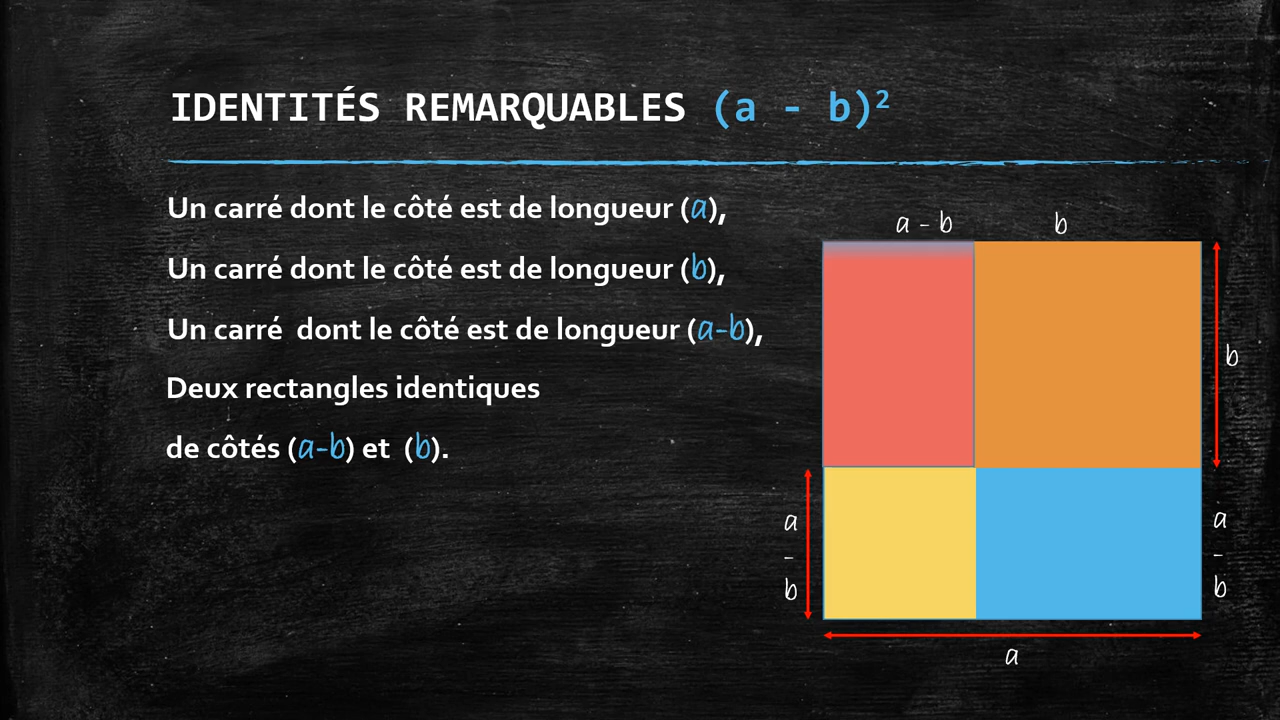 IDENTITÉS REMARQUABLES (a - b)²
Un carré dont le côté est de longueur (a),
Un carré dont le côté est de longueur (b),
Un carré dont le côté est de longueur (a-b),
Deux rectangles identiques
de côtés (a-b) et (b).
a - b
b
b
a
-
b
a
-
b
a